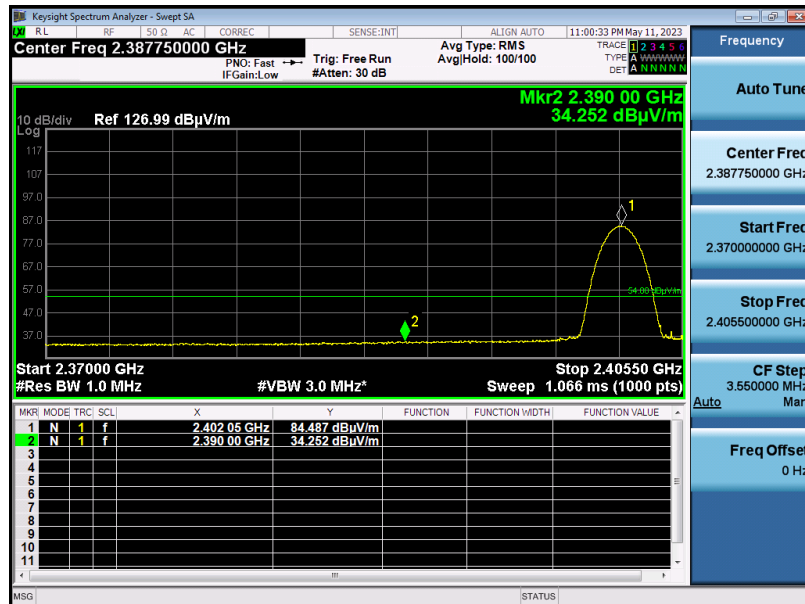 Keysight Spectrum Analyzer - Swept SA
LXI RL RF 50 Ω AC CORREC SENSE:INT ALIGN AUTO 11:00:33 PM May 11, 2023
Center Freq 2.387750000 GHz
PNO: Fast
IFGain:Low
Trig: Free Run
#Atten: 30 dB
Avg Type: RMS
Avg|Hold: 100/100
TRACE 1 2 3 4 5 6
TYPE A WWWWW
DET A N N N N N
Mkr2 2.390 00 GHz
34.252 dBµV/m
10 dB/div Ref 126.99 dBµV/m
Log
117
107
97.0
87.0
77.0
67.0
57.0
47.0
37.0
1
54.00 dBµV/m
2
Start 2.37000 GHz Stop 2.40550 GHz
#Res BW 1.0 MHz #VBW 3.0 MHz* Sweep 1.066 ms (1000 pts)
MKR MODE TRC SCL X Y FUNCTION FUNCTION WIDTH FUNCTION VALUE
1 N 1 f 2.402 05 GHz 84.487 dBµV/m
2 N 1 f 2.390 00 GHz 34.252 dBµV/m
3
4
5
6
7
8
9
10
11
MSG STATUS
Frequency
Auto Tune
Center Freq
2.387750000 GHz
Start Freq
2.370000000 GHz
Stop Freq
2.405500000 GHz
CF Step
3.550000 MHz
Auto Man
Freq Offset
0 Hz